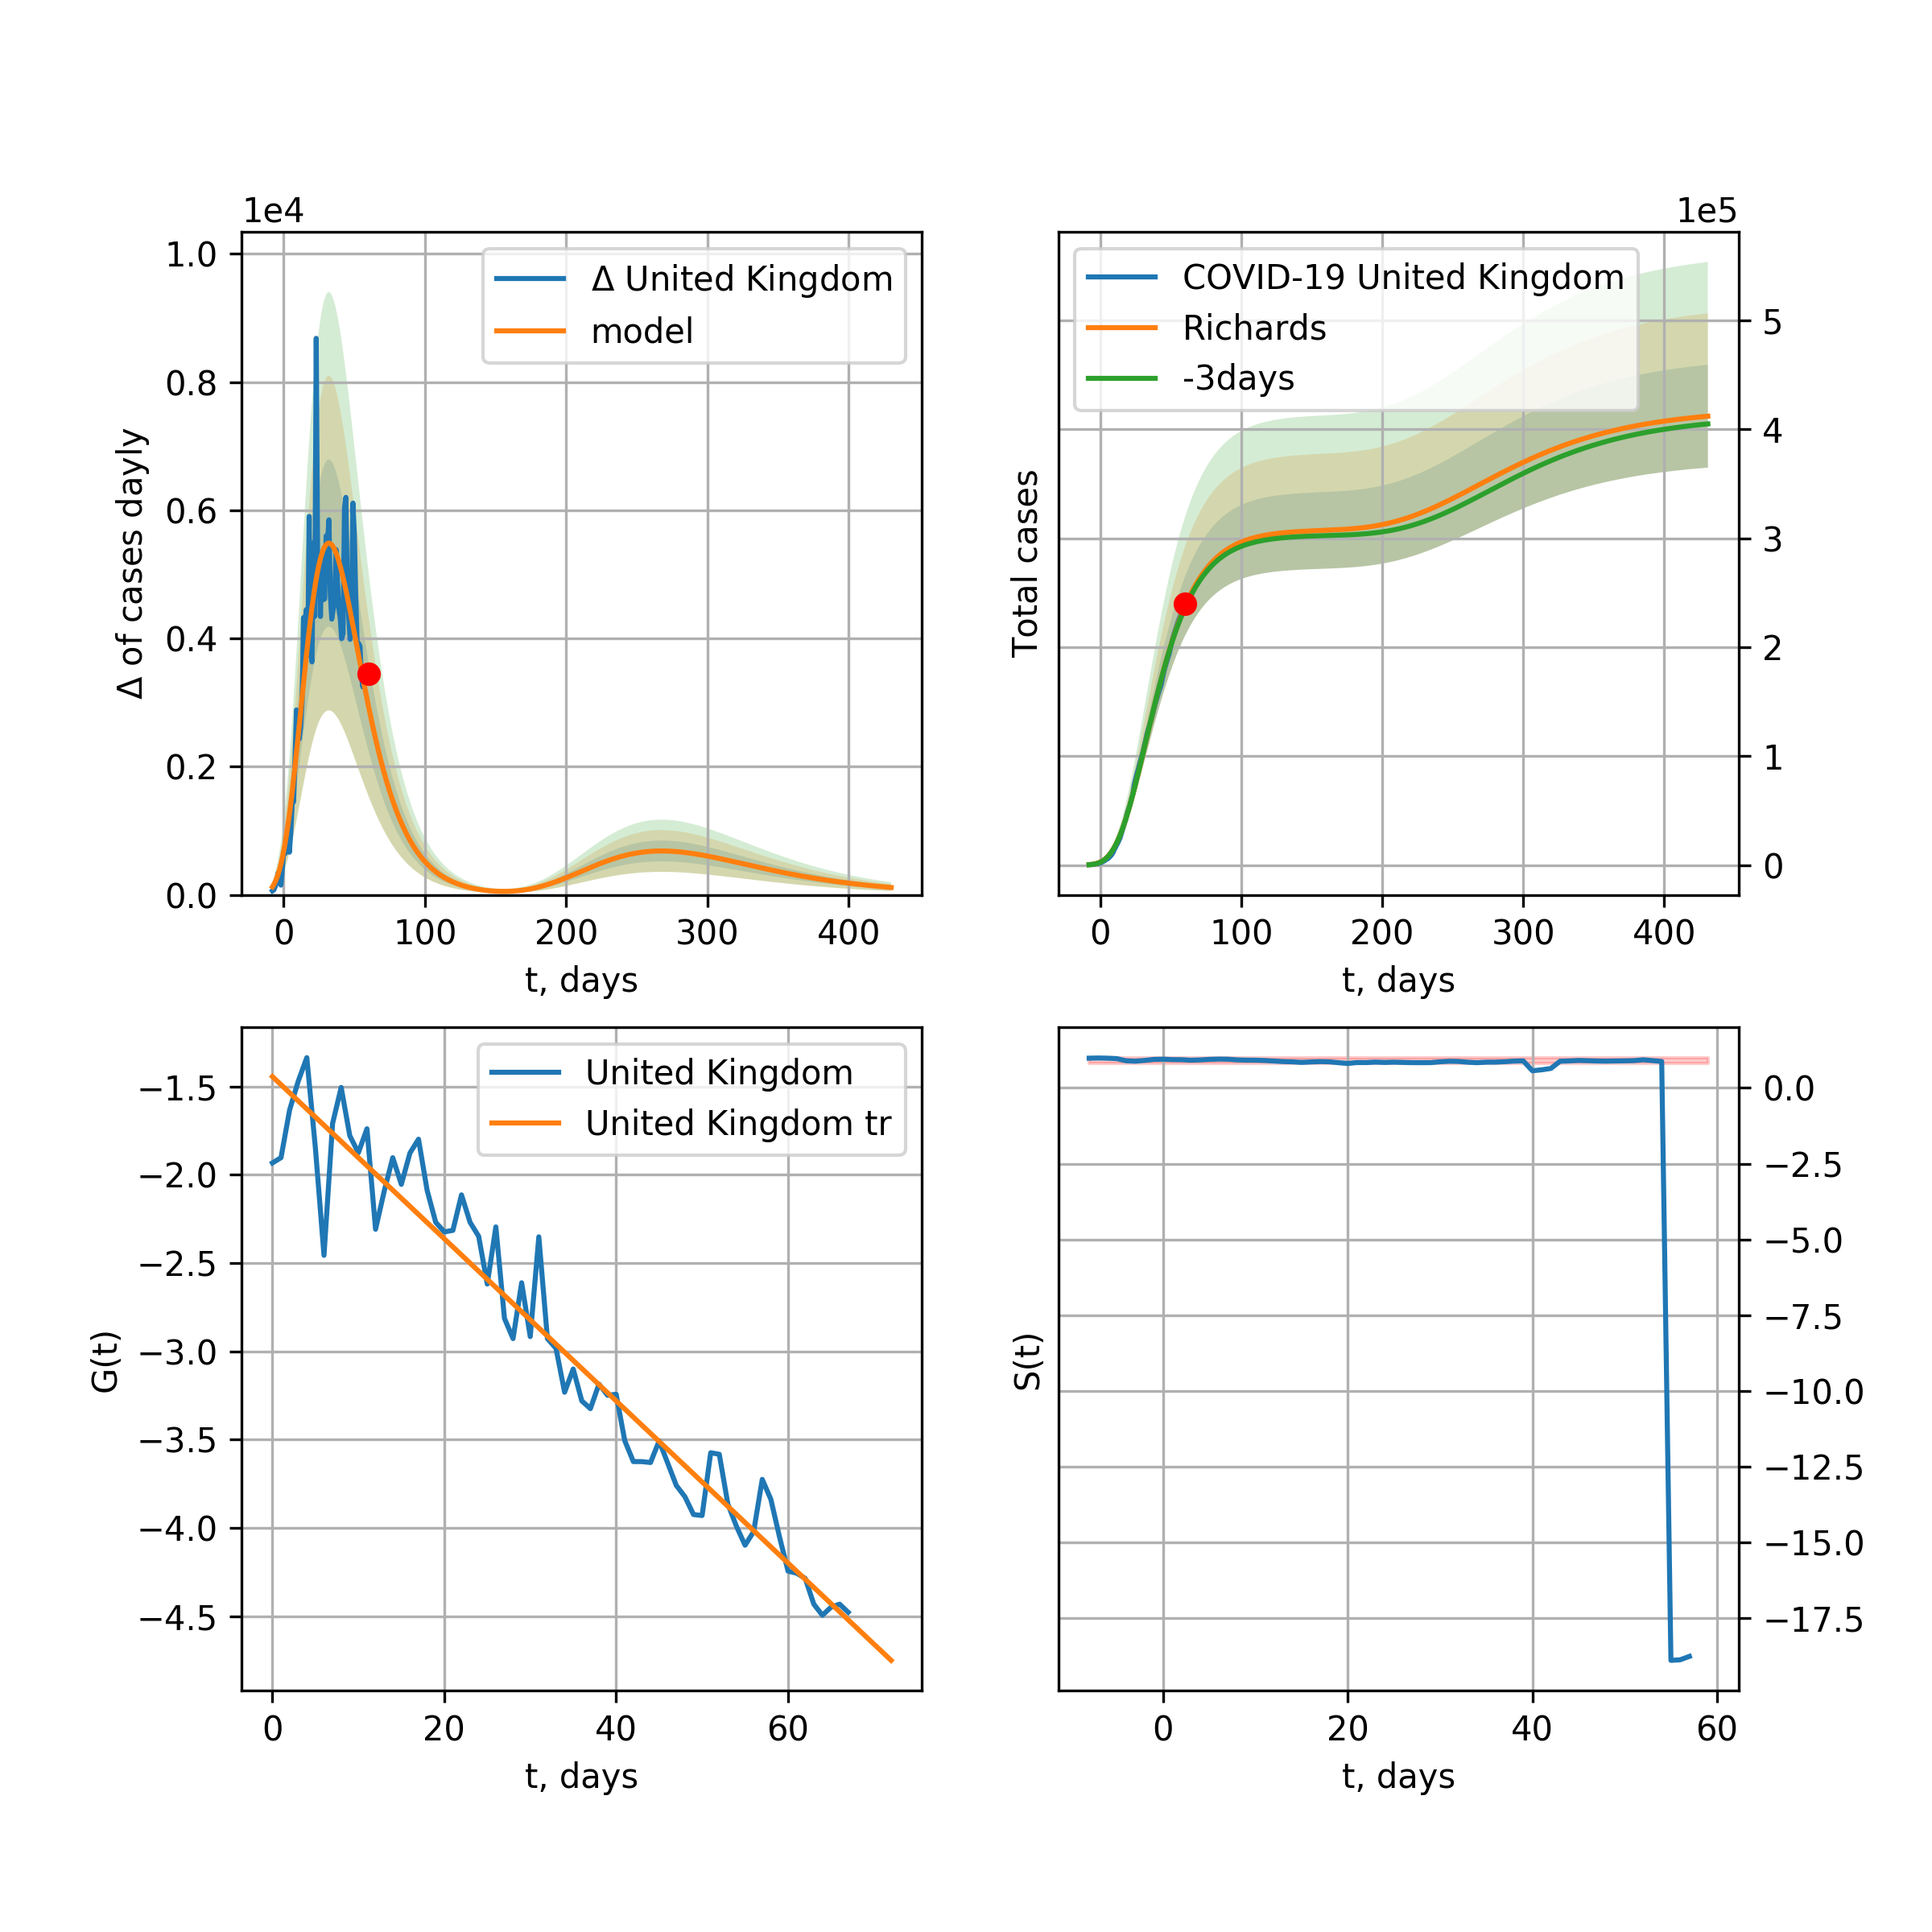 1e4
1.0
0.8
0.6
0.4
0.2
0.0
Δ of cases dayly
Δ United Kingdom
model
0 100 200 300 400
t, days
1e5
COVID-19 United Kingdom
Richards
-3days
Total cases
5
4
3
2
1
0
0 100 200 300 400
t, days
−1.5
−2.0
−2.5
−3.0
−3.5
−4.0
−4.5
G(t)
United Kingdom
United Kingdom tr
0 20 40 60
t, days
S(t)
0.0
−2.5
−5.0
−7.5
−10.0
−12.5
−15.0
−17.5
0 20 40 60
t, days